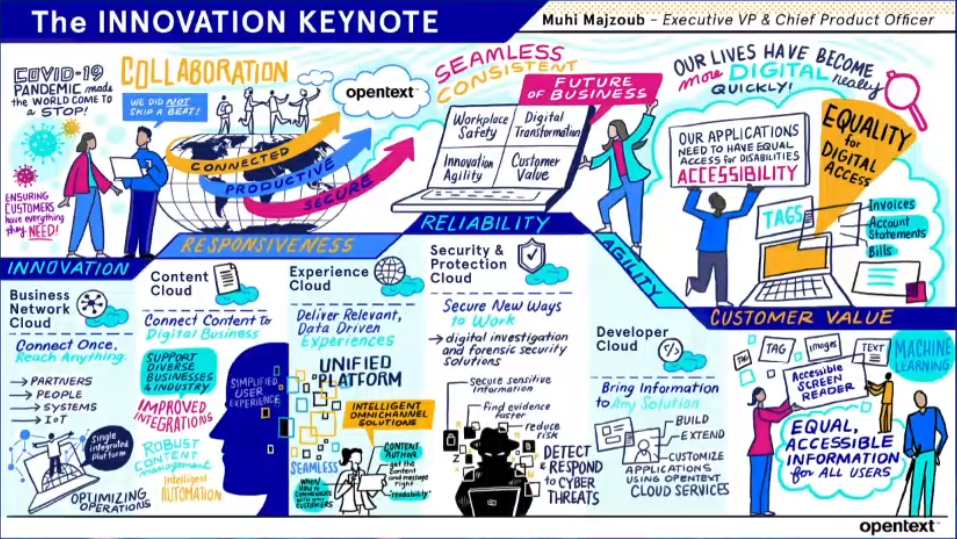 The INNOVATION KEYNOTE
Muhi Majzoub - Executive VP & Chief Product Officer
COVID-19
PANDEMIC made
the WORLD COME to
a STOP!
WE DID NOT
SKIP A BEAT!
ENSURING
CUSTOMERS
have everything
they NEED!
COLLABORATION
opentext™
CONNECTED
PRODUCTIVE
SECURE
SEAMLESS
CONSISTENT
FUTURE
OF BUSINESS
Workplace
Safety
Digital
Transformation
Innovation
Agility
Customer
Value
OUR LIVES HAVE BECOME
more DIGITAL really
QUICKLY!
OUR APPLICATIONS
NEED TO HAVE EQUAL
ACCESS for DISABILITIES
ACCESSIBILITY
EQUALITY
for
DIGITAL
ACCESS
TAGS
Invoices
Account
Statements
Bills
INNOVATION
RESPONSIVENESS
RELIABILITY
AGILITY
CUSTOMER VALUE
Business
Network
Cloud
Connect Once,
Reach Anything.
→ PARTNERS
→ PEOPLE
→ SYSTEMS
→ IoT
Single
integrated
Platform
OPTIMIZING
OPERATIONS
Content
Cloud
Connect Content to
Digital Business
SUPPORT
DIVERSE
BUSINESSES
& INDUSTRY
IMPROVED
INTEGRATIONS
ROBUST
CONTENT
management
Intelligent
AUTOMATION
SIMPLIFIED
USER
EXPERIENCE
Experience
Cloud
Deliver Relevant,
Data Driven
Experiences
UNIFIED
PLATFORM
INTELLIGENT
OMNICHANNEL
SOLUTIONS
SEAMLESS
When/
How to
COMMUNICATE
with your
CUSTOMERS
CONTENT
AUTHOR
get the
content and
message
right
"readability"
Security &
Protection
Cloud
Secure New Ways
to Work
→ digital investigation
and forensic security
solutions
secure sensitive
information
Find evidence
faster
reduce
risk
DETECT
& RESPOND
to CYBER
THREATS
Developer
Cloud
</>
Bring Information
to Any Solution
BUILD
EXTEND
CUSTOMIZE
APPLICATIONS
USING OPENTEXT
CLOUD SERVICES
TAG
TAG
Images
TEXT
MACHINE
LEARNING
Accessible
SCREEN
READER
EQUAL,
ACCESSIBLE
INFORMATION
for ALL USERS
opentext™